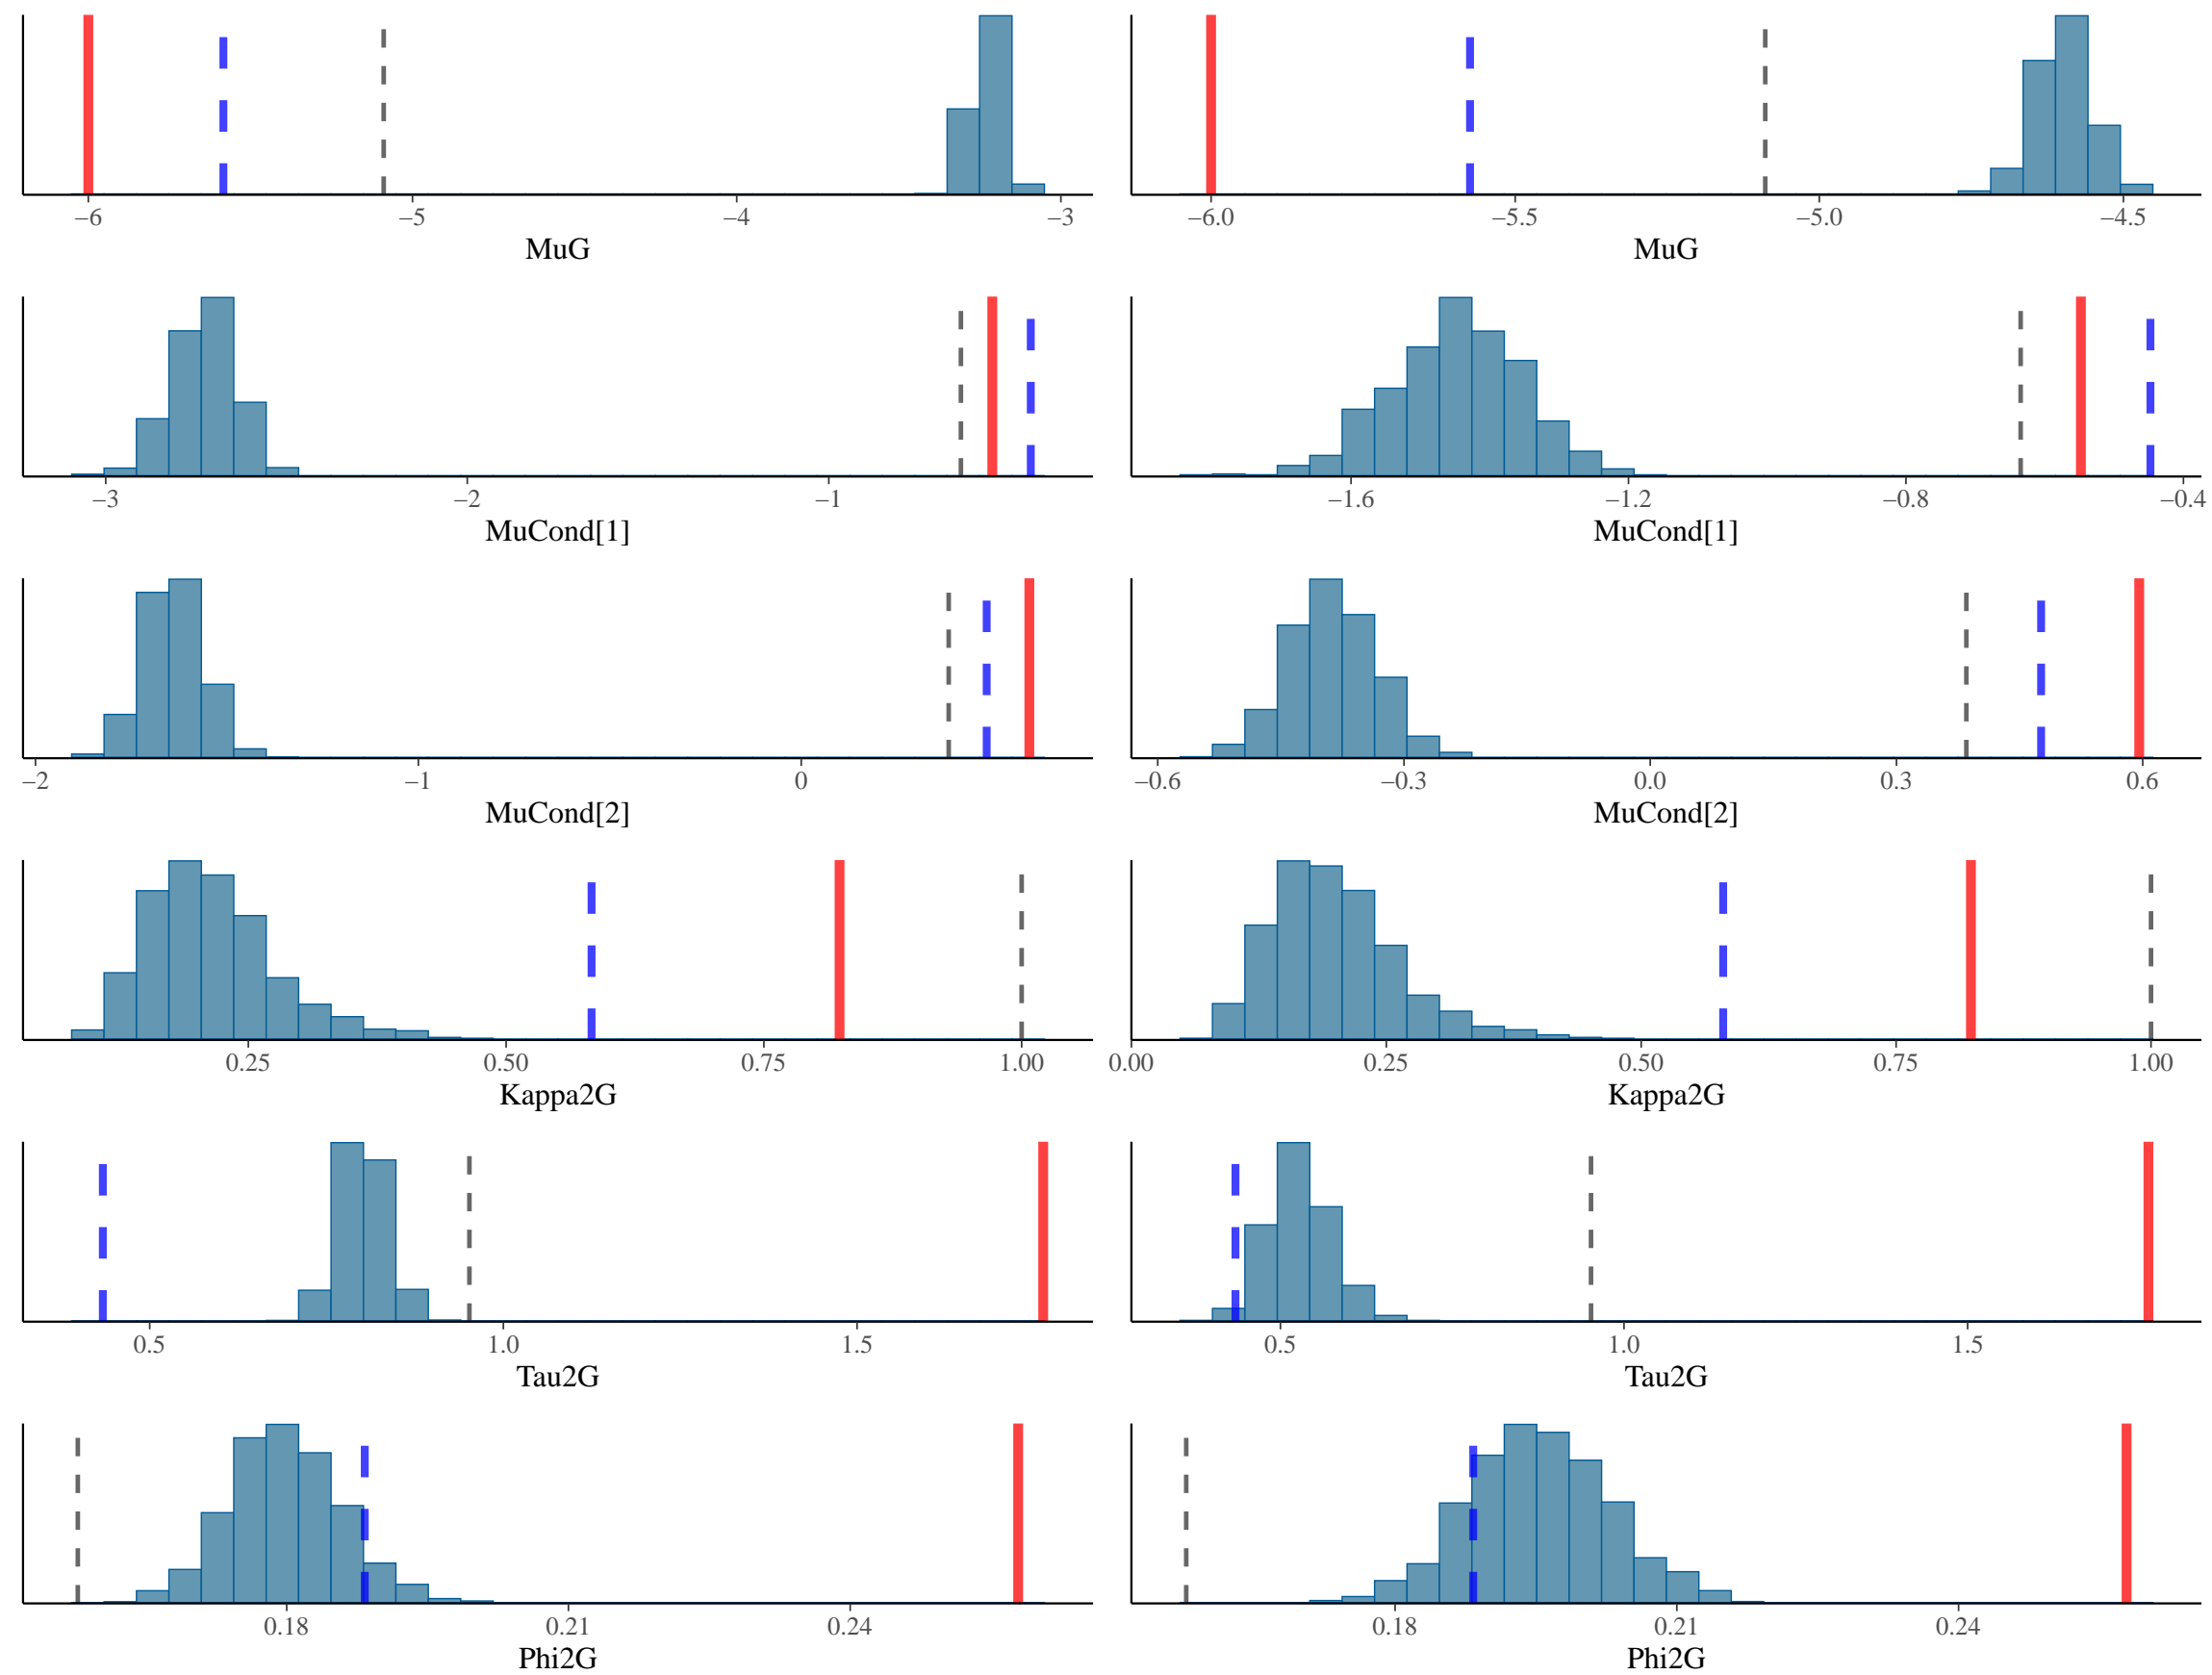 −6 −5 −4 −3
MuG
−6.0 −5.5 −5.0 −4.5
MuG
−3 −2 −1
MuCond[1]
−1.6 −1.2 −0.8 −0.4
MuCond[1]
−2 −1 0
MuCond[2]
−0.6 −0.3 0.0 0.3 0.6
MuCond[2]
0.25 0.50 0.75 1.00
Kappa2G
0.00 0.25 0.50 0.75 1.00
Kappa2G
0.5 1.0 1.5
Tau2G
0.5 1.0 1.5
Tau2G
0.18 0.21 0.24
Phi2G
0.18 0.21 0.24
Phi2G